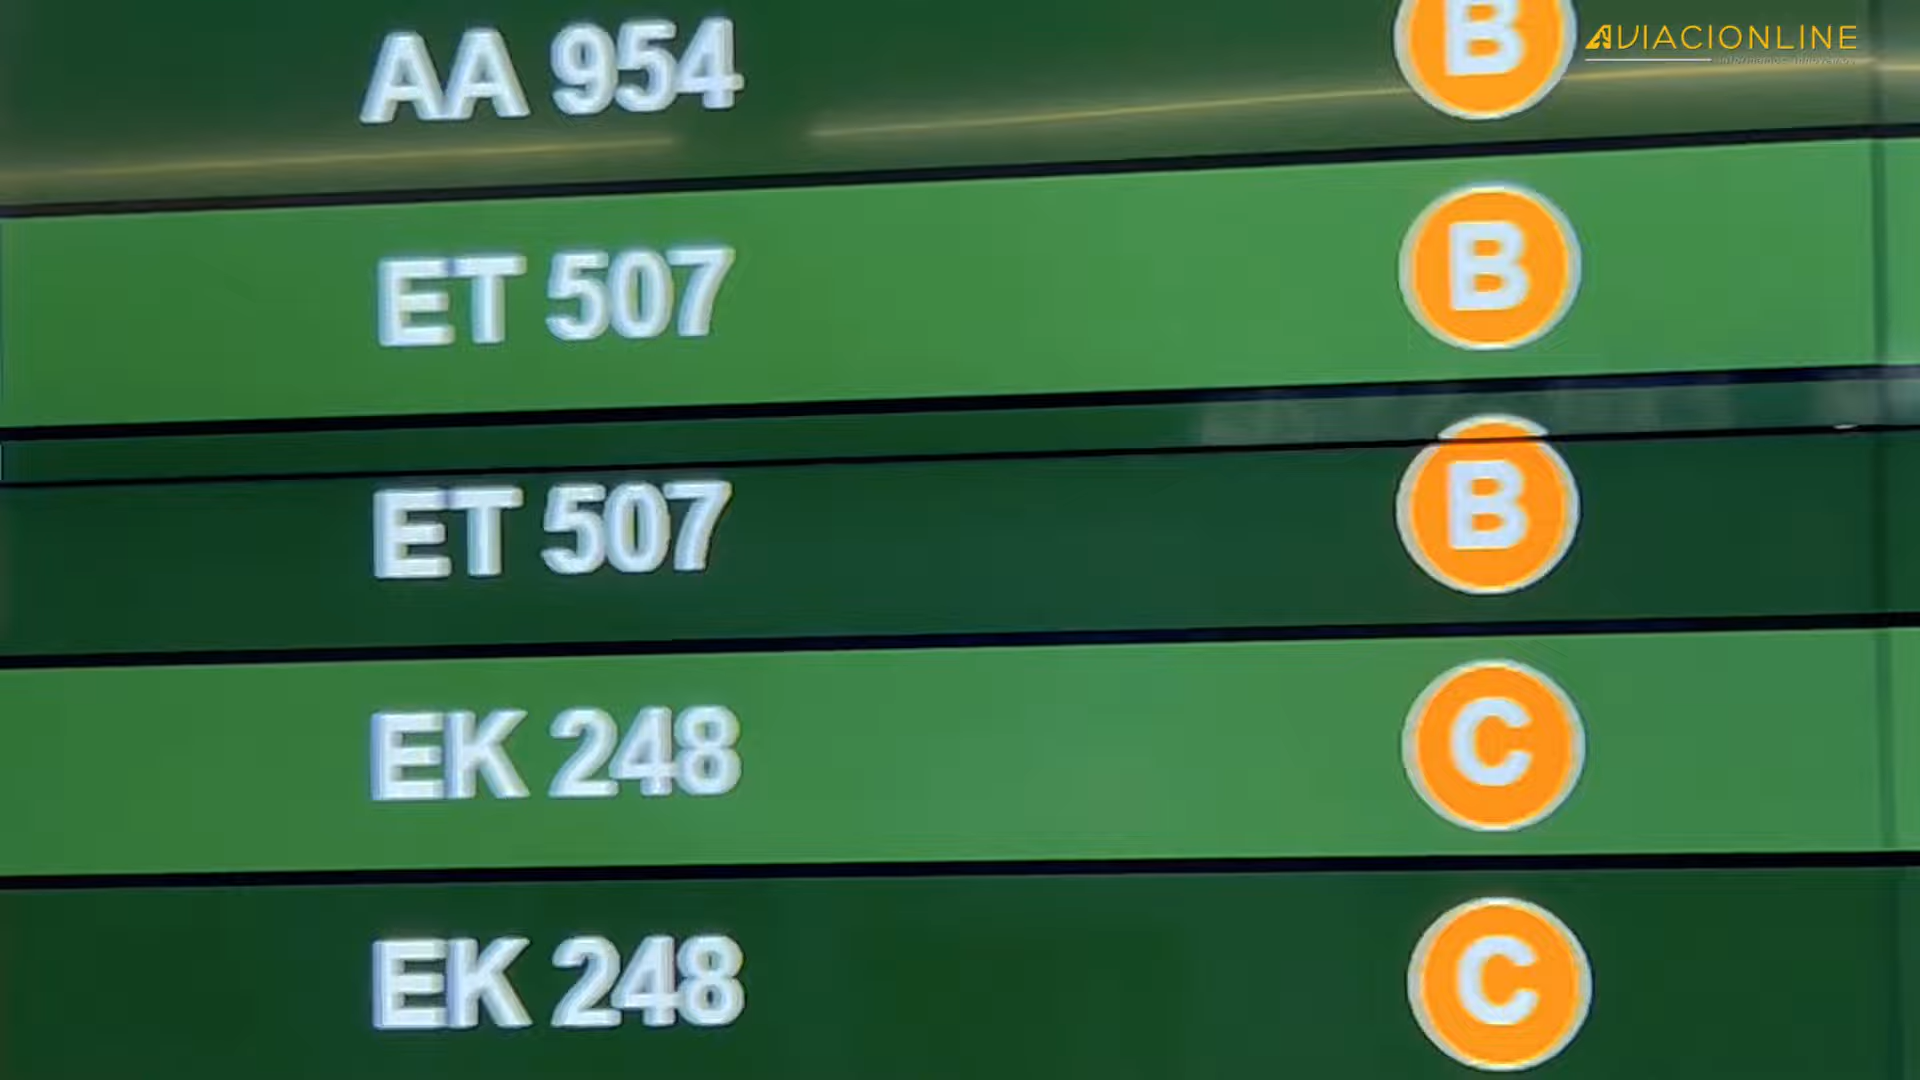 AA 954 B
AVIACIONLINE
ET 507 B
ET 507 B
EK 248 C
EK 248 C